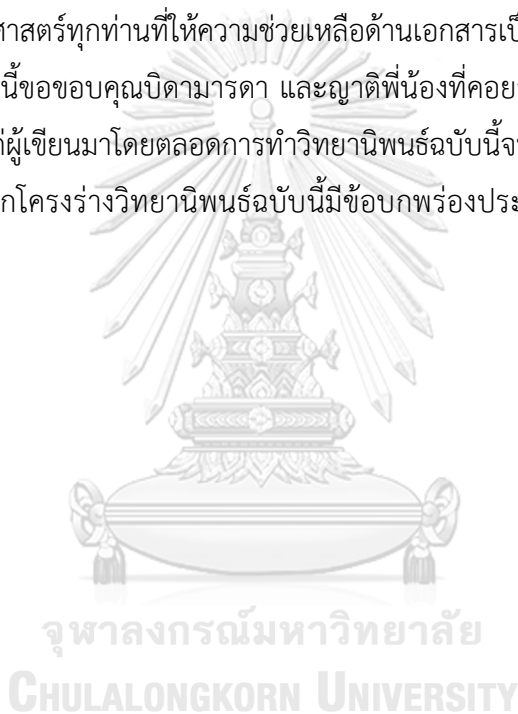 ศาสตร์ทุกท่านที่ให้ความช่วยเหลือด้านเอกสารเป็
นี้ขอขอบคุณบิดามารดา และญาติพี่น้องที่คอย
ผู้เขียนมาโดยตลอดการทำวิทยานิพนธ์ฉบับนี้จ
กโครงร่างวิทยานิพนธ์ฉบับนี้มีข้อบกพร่องประ
จุฬาลงกรณ์มหาวิทยาลัย
CHULALONGKORN UNIVERSITY